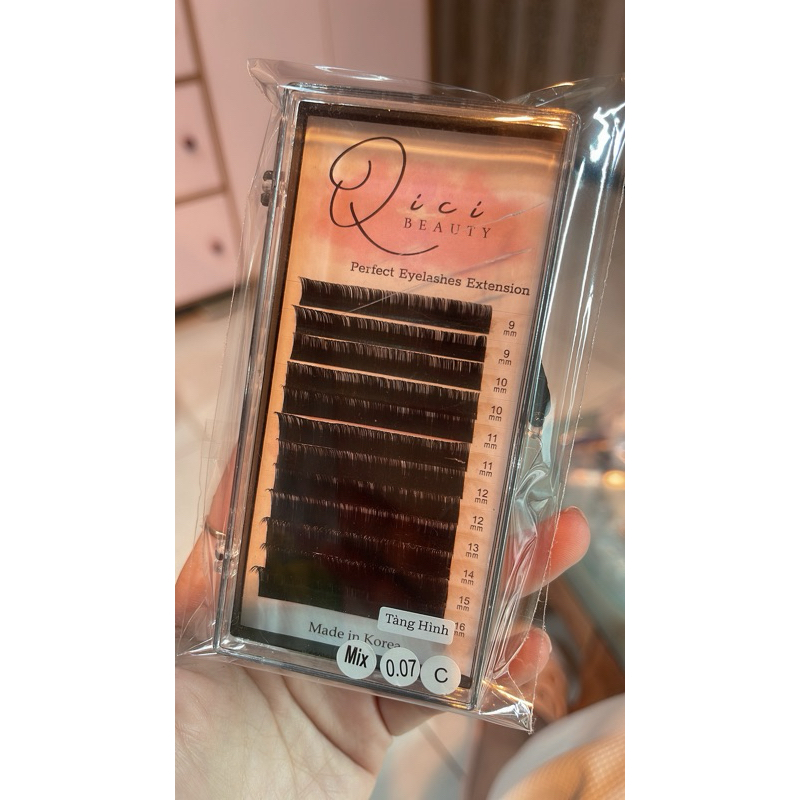 Qici
BEAUTY
Perfect Eyelashes Extension
9
mm
9
mm
10
mm
10
mm
11
mm
11
mm
12
mm
12
mm
13
mm
14
mm
15
mm
16
mm
Tàng Hình
Made in Korea
Mix 0.07 C